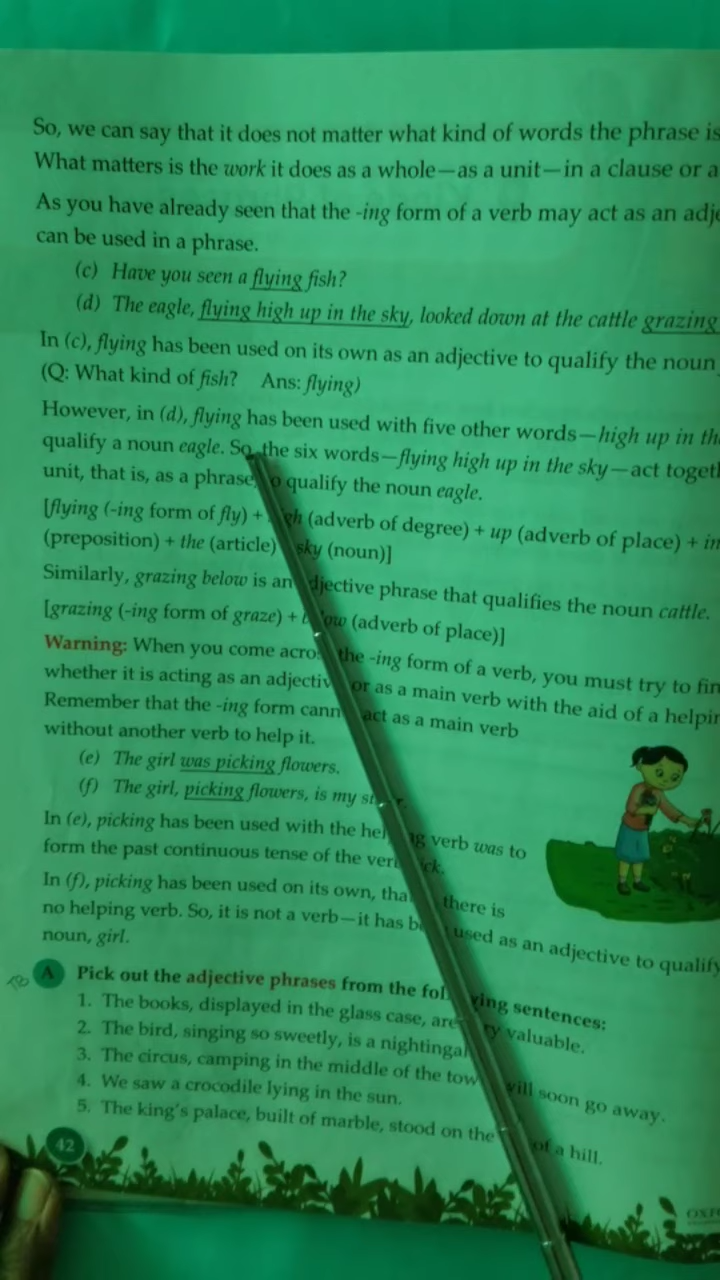 So, we can say that it does not matter what kind of words the phrase is
What matters is the work it does as a whole—as a unit—in a clause or a
As you have already seen that the -ing form of a verb may act as an adje
can be used in a phrase.
(c) Have you seen a flying fish?
(d) The eagle, flying high up in the sky, looked down at the cattle grazing
In (c), flying has been used on its own as an adjective to qualify the noun
(Q: What kind of fish? Ans: flying)
However, in (d), flying has been used with five other words—high up in th
qualify a noun eagle. So, the six words—flying high up in the sky—act toget
unit, that is, as a phrase, o qualify the noun eagle.
[flying (-ing form of fly) + gh (adverb of degree) + up (adverb of place) + in
(preposition) + the (article) sky (noun)]
Similarly, grazing below is an djective phrase that qualifies the noun cattle.
[grazing (-ing form of graze) + b low (adverb of place)]
Warning: When you come acro the -ing form of a verb, you must try to fin
whether it is acting as an adjectiv or as a main verb with the aid of a helpin
Remember that the -ing form cann act as a main verb
without another verb to help it.
(e) The girl was picking flowers.
(f) The girl, picking flowers, is my s r.
In (e), picking has been used with the hel ng verb was to
form the past continuous tense of the ver ick.
In (f), picking has been used on its own, tha there is
no helping verb. So, it is not a verb—it has b used as an adjective to qualify
noun, girl.
A Pick out the adjective phrases from the fol ing sentences:
1. The books, displayed in the glass case, are ry valuable.
2. The bird, singing so sweetly, is a nightingal
3. The circus, camping in the middle of the tow will soon go away.
4. We saw a crocodile lying in the sun.
5. The king's palace, built of marble, stood on the of a hill.
42
OXF